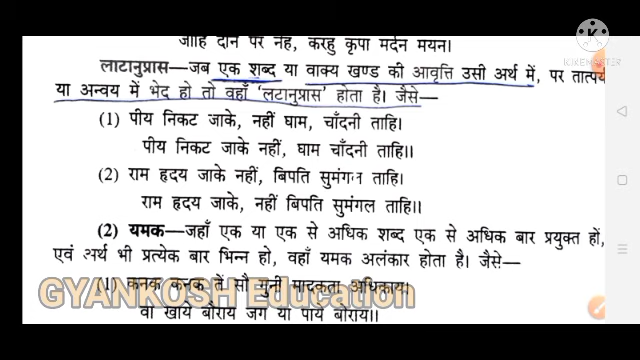 जाहि दीन पर नेह, करहु कृपा मर्दन मयन।
लाटानुप्रास—जब एक शब्द या वाक्य खण्ड की आवृत्ति उसी अर्थ में, पर तात्पर्य
या अन्वय में भेद हो तो वहाँ 'लटानुप्रास' होता है। जैसे—
(1) पीय निकट जाके, नहीं घाम, चाँदनी ताहि।
पीय निकट जाके नहीं, घाम चाँदनी ताहि॥
(2) राम हृदय जाके नहीं, बिपति सुमंगल ताहि।
राम हृदय जाके, नहीं बिपति सुमंगल ताहि॥
(2) यमक—जहाँ एक या एक से अधिक शब्द एक से अधिक बार प्रयुक्त हों,
एवं अर्थ भी प्रत्येक बार भिन्न हो, वहाँ यमक अलंकार होता है। जैसे—
(1) कनक कनक तें सौ गुनी मादकता अधिकाय।
वा खाये बौराय जग या पाये बोराय॥
GYANKOSH Education
KINEMASTER